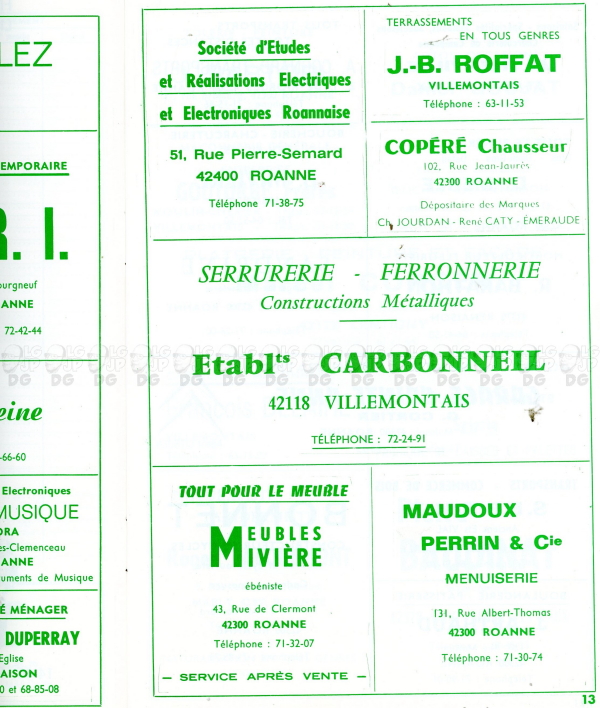 LEZ
EMPORAIRE
R. I.
ourgneuf
ANNE
72-42-44
eine
-66-60
Electroniques
MUSIQUE
ORA
es-Clemenceau
ANNE
uments de Musique
É MÉNAGER
DUPERRAY
Eglise
AISON
0 et 68-85-08
Société d'Etudes
et Réalisations Electriques
et Electroniques Roannaise
51, Rue Pierre-Semard
42400 ROANNE
Téléphone 71-38-75
TERRASSEMENTS
EN TOUS GENRES
J.-B. ROFFAT
VILLEMONTAIS
Téléphone : 63-11-53
COPÉRÉ Chausseur
102, Rue Jean-Jaurès
42300 ROANNE
Dépositaire des Marques
Ch. JOURDAN - René CATY - ÉMERAUDE
SERRURERIE - FERRONNERIE
Constructions Métalliques
Etablts CARBONNEIL
42118 VILLEMONTAIS
TÉLÉPHONE : 72-24-91
TOUT POUR LE MEUBLE
MEUBLES
MIVIÈRE
ébéniste
43, Rue de Clermont
42300 ROANNE
Téléphone : 71-32-07
- SERVICE APRÈS VENTE -
MAUDOUX
PERRIN & Cie
MENUISERIE
131, Rue Albert-Thomas
42300 ROANNE
Téléphone : 71-30-74
13